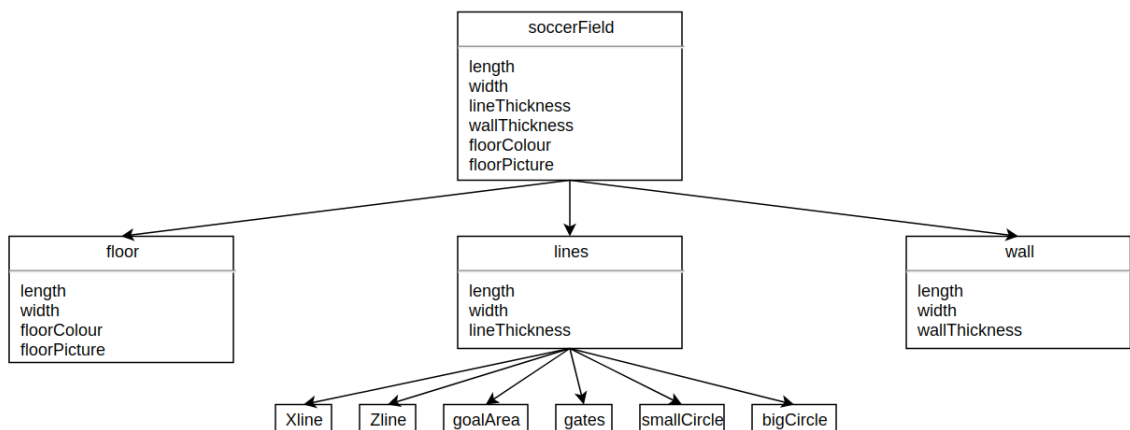 soccerField
length
width
lineThickness
wallThickness
floorColour
floorPicture
floor
length
width
floorColour
floorPicture
lines
length
width
lineThickness
wall
length
width
wallThickness
Xline
Zline
goalArea
gates
smallCircle
bigCircle